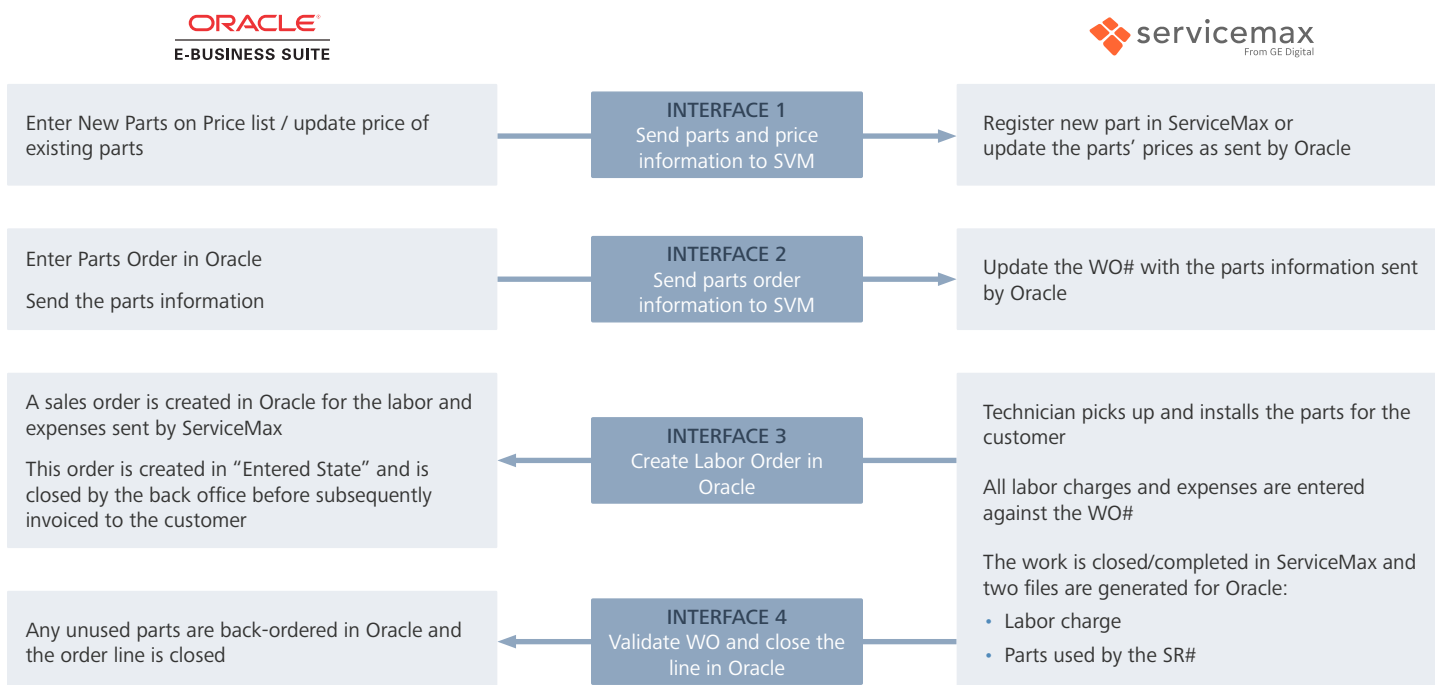 ORACLE
E-BUSINESS SUITE
servicemax
From GE Digital
Enter New Parts on Price list / update price of
existing parts
INTERFACE 1
Send parts and price
information to SVM
Register new part in ServiceMax or
update the parts’ prices as sent by Oracle
Enter Parts Order in Oracle
Send the parts information
INTERFACE 2
Send parts order
information to SVM
Update the WO# with the parts information sent
by Oracle
A sales order is created in Oracle for the labor and
expenses sent by ServiceMax
This order is created in “Entered State” and is
closed by the back office before subsequently
invoiced to the customer
INTERFACE 3
Create Labor Order in
Oracle
Technician picks up and installs the parts for the
customer
All labor charges and expenses are entered
against the WO#
The work is closed/completed in ServiceMax and
two files are generated for Oracle:
• Labor charge
• Parts used by the SR#
Any unused parts are back-ordered in Oracle and
the order line is closed
INTERFACE 4
Validate WO and close the
line in Oracle